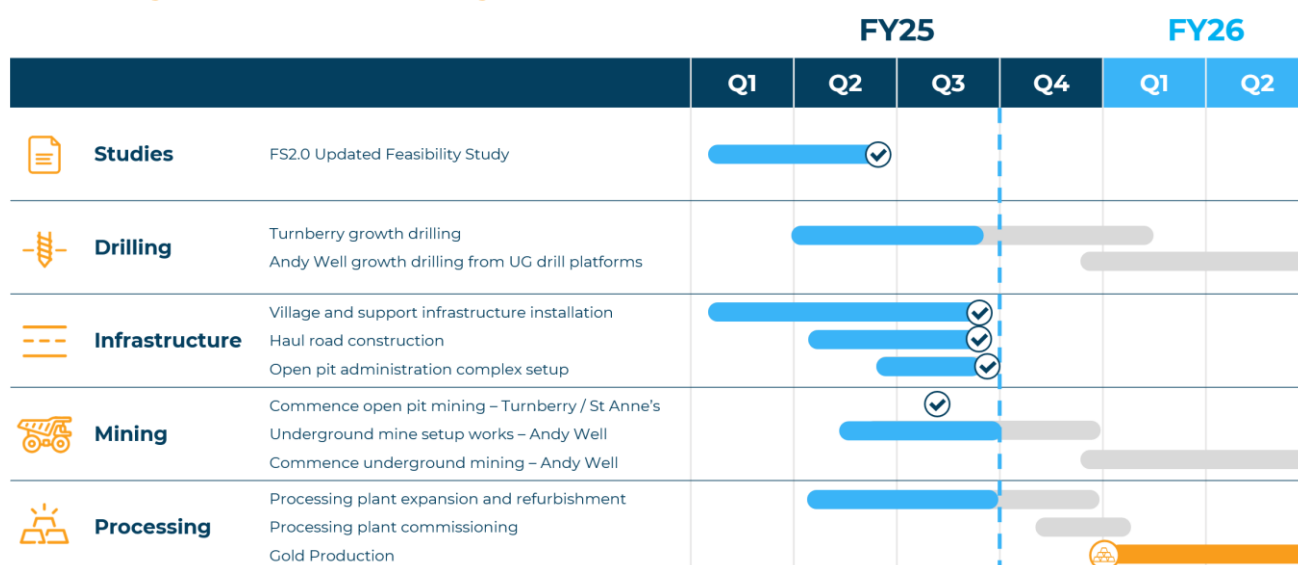 FY25 FY26
Q1 Q2 Q3 Q4 Q1 Q2
Studies
FS2.0 Updated Feasibility Study
Drilling
Turnberry growth drilling
Andy Well growth drilling from UG drill platforms
Infrastructure
Village and support infrastructure installation
Haul road construction
Open pit administration complex setup
Mining
Commence open pit mining – Turnberry / St Anne’s
Underground mine setup works – Andy Well
Commence underground mining – Andy Well
Processing
Processing plant expansion and refurbishment
Processing plant commissioning
Gold Production